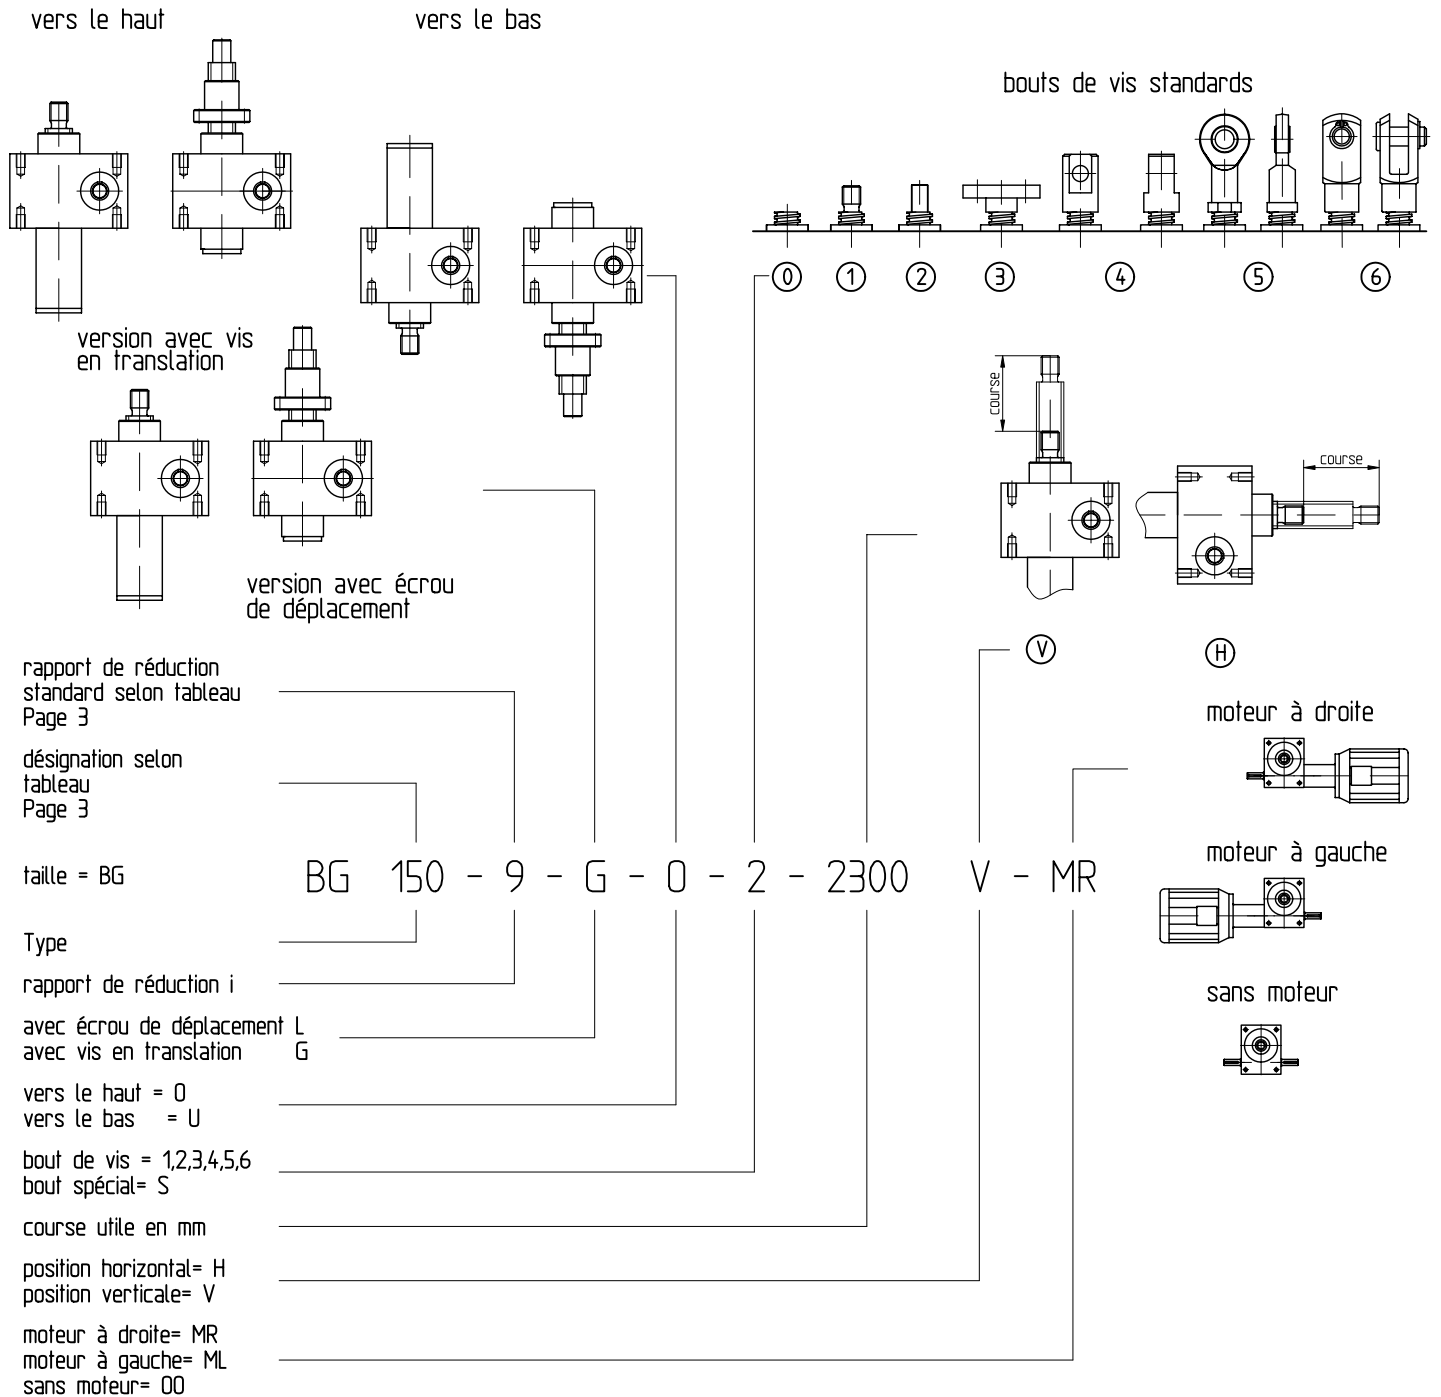 vers le haut
vers le bas
bouts de vis standards
0 1 2 3 4 5 6
version avec vis
en translation
course
course
version avec écrou
de déplacement
V
H
rapport de réduction
standard selon tableau
Page 3
moteur à droite
désignation selon
tableau
Page 3
moteur à gauche
taille = BG
BG 150 - 9 - G - O - 2 - 2300 V - MR
Type
rapport de réduction i
sans moteur
avec écrou de déplacement L
avec vis en translation G
vers le haut = O
vers le bas = U
bout de vis = 1,2,3,4,5,6
bout spécial= S
course utile en mm
position horizontal= H
position verticale= V
moteur à droite= MR
moteur à gauche= ML
sans moteur= 00